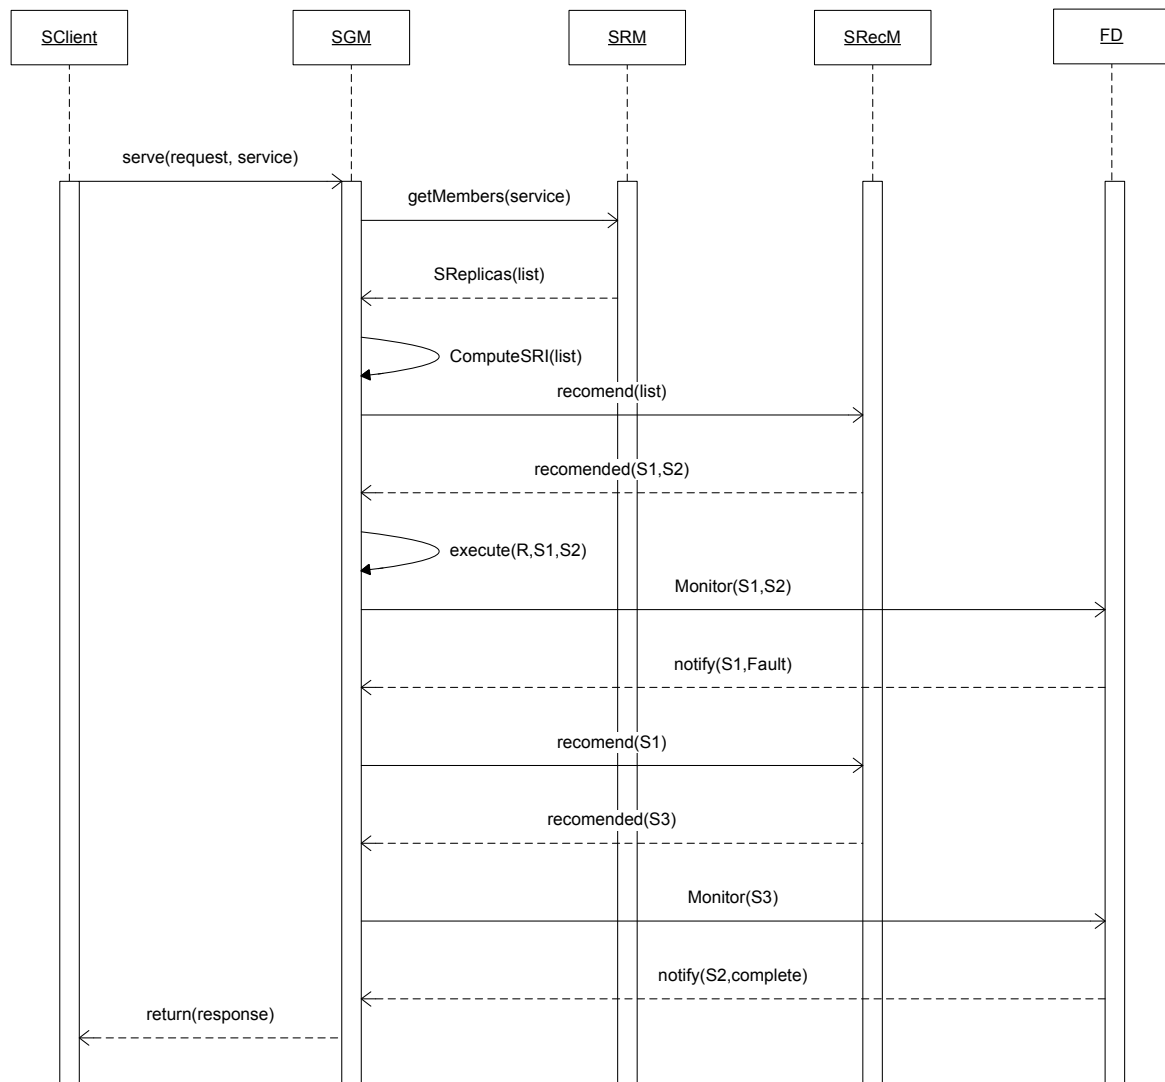 SClient
SGM
SRM
SRecM
FD
serve(request, service)
getMembers(service)
SReplicas(list)
ComputeSRI(list)
recomend(list)
recomended(S1,S2)
execute(R,S1,S2)
Monitor(S1,S2)
notify(S1,Fault)
recomend(S1)
recomended(S3)
Monitor(S3)
notify(S2,complete)
return(response)